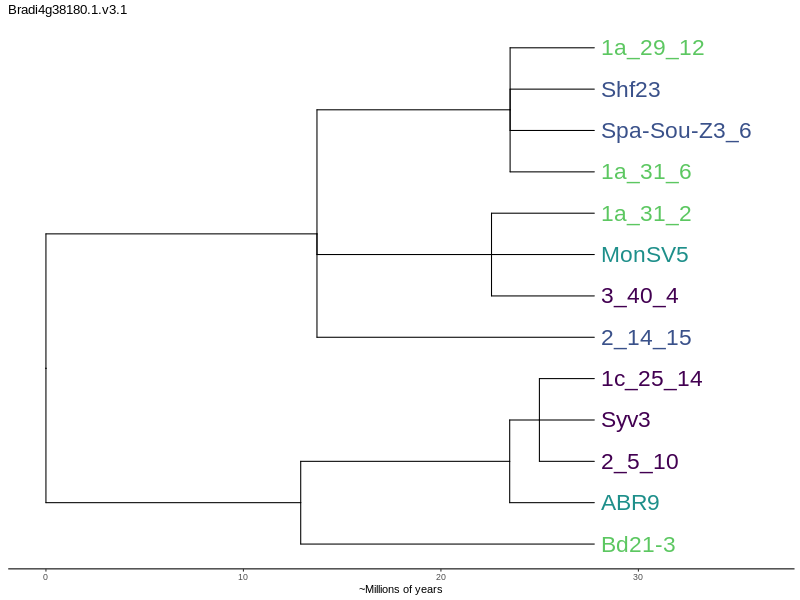 Bradi4g38180.1.v3.1
1a_29_12
Shf23
Spa-Sou-Z3_6
1a_31_6
1a_31_2
MonSV5
3_40_4
2_14_15
1c_25_14
Syv3
2_5_10
ABR9
Bd21-3
0 10 20 30
~Millions of years